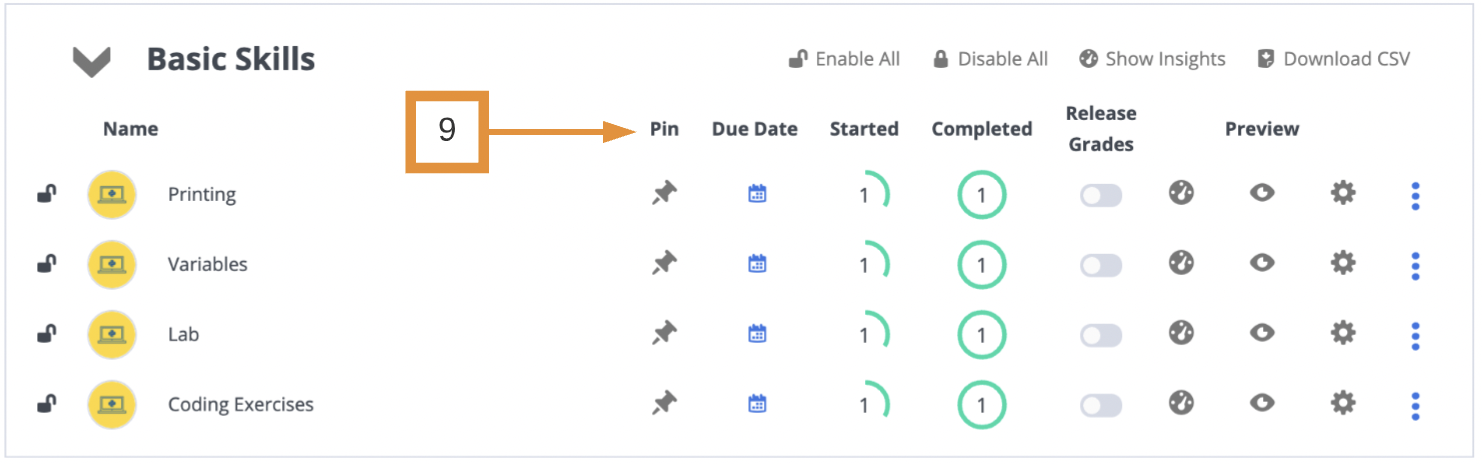 Basic Skills
Enable All
Disable All
Show Insights
Download CSV
9
Name
Pin
Due Date
Started
Completed
Release
Grades
Preview
Printing
1
1
Variables
1
1
Lab
1
1
Coding Exercises
1
1